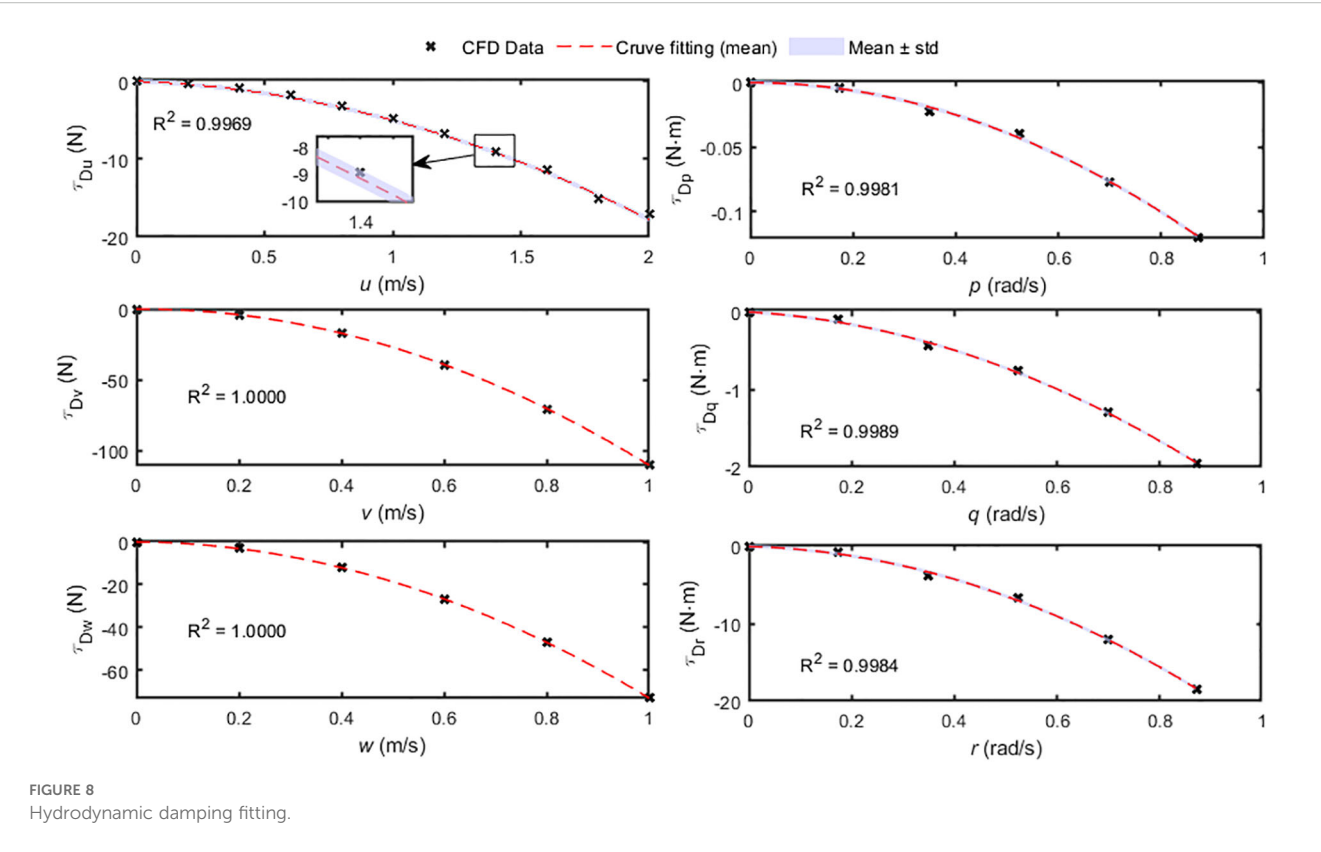 CFD Data Cruve fitting (mean) Mean ± std
0
-10
-20
τDu (N)
R² = 0.9969
-8
-9
-10
1.4
0 0.5 1 1.5 2
u (m/s)
0
-0.05
-0.1
τDp (N·m)
R² = 0.9981
0 0.2 0.4 0.6 0.8 1
p (rad/s)
0
-50
-100
τDv (N)
R² = 1.0000
0 0.2 0.4 0.6 0.8 1
v (m/s)
0
-1
-2
τDq (N·m)
R² = 0.9989
0 0.2 0.4 0.6 0.8 1
q (rad/s)
0
-20
-40
-60
τDw (N)
R² = 1.0000
0 0.2 0.4 0.6 0.8 1
w (m/s)
0
-10
-20
τDr (N·m)
R² = 0.9984
0 0.2 0.4 0.6 0.8 1
r (rad/s)
FIGURE 8
Hydrodynamic damping fitting.